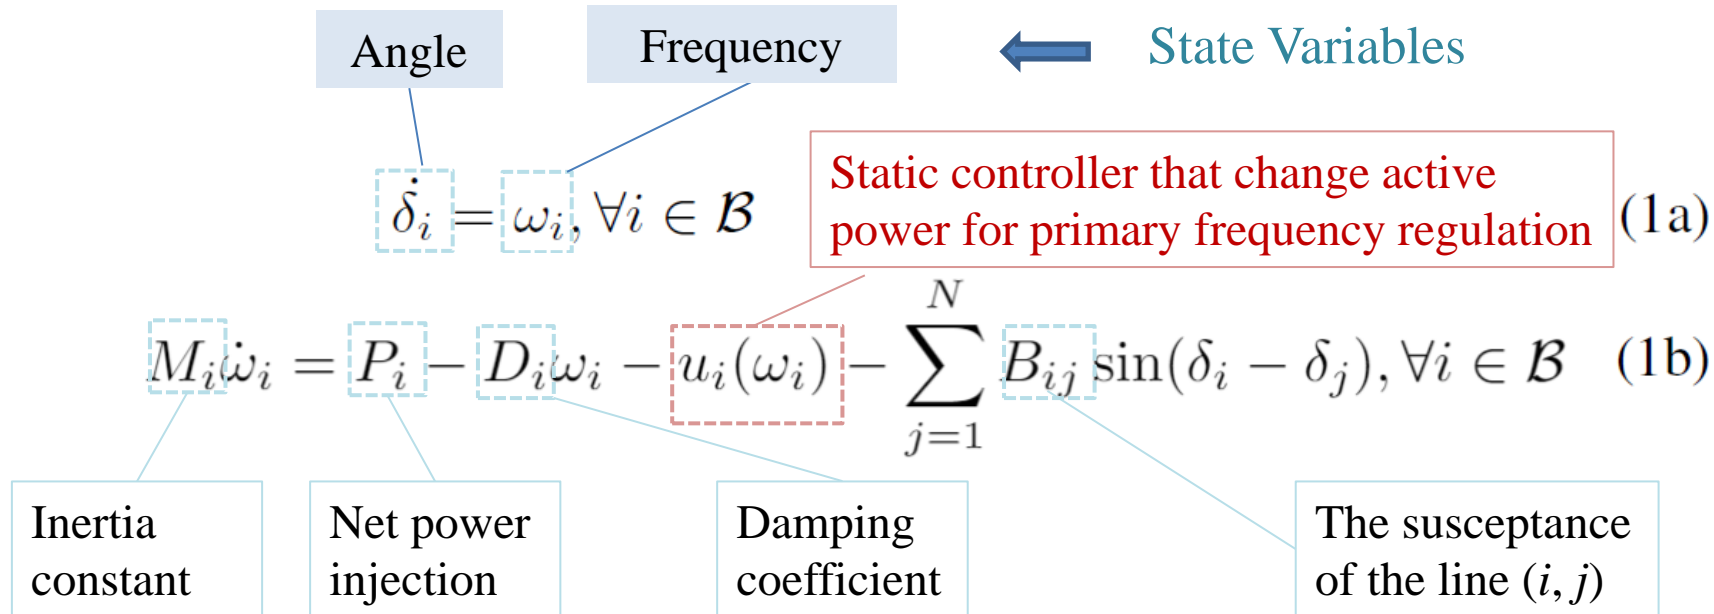 Angle
Frequency
State Variables
Static controller that change active
power for primary frequency regulation
δ̇ᵢ = ωᵢ, ∀i ∈ ℬ (1a)
Mᵢω̇ᵢ = Pᵢ − Dᵢωᵢ − uᵢ(ωᵢ) − ∑_{j=1}^{N} B_{ij} sin(δᵢ − δⱼ), ∀i ∈ ℬ (1b)
Inertia
constant
Net power
injection
Damping
coefficient
The susceptance
of the line (i, j)